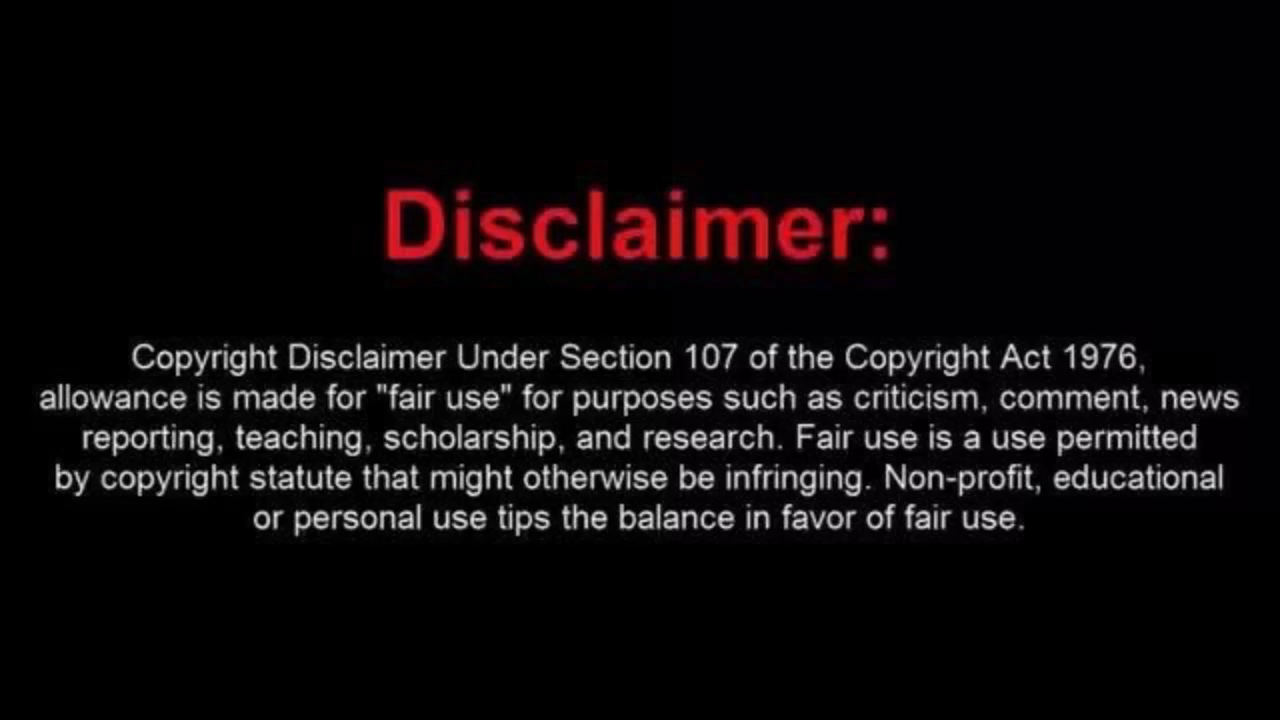 Disclaimer:
Copyright Disclaimer Under Section 107 of the Copyright Act 1976,
allowance is made for "fair use" for purposes such as criticism, comment, news
reporting, teaching, scholarship, and research. Fair use is a use permitted
by copyright statute that might otherwise be infringing. Non-profit, educational
or personal use tips the balance in favor of fair use.